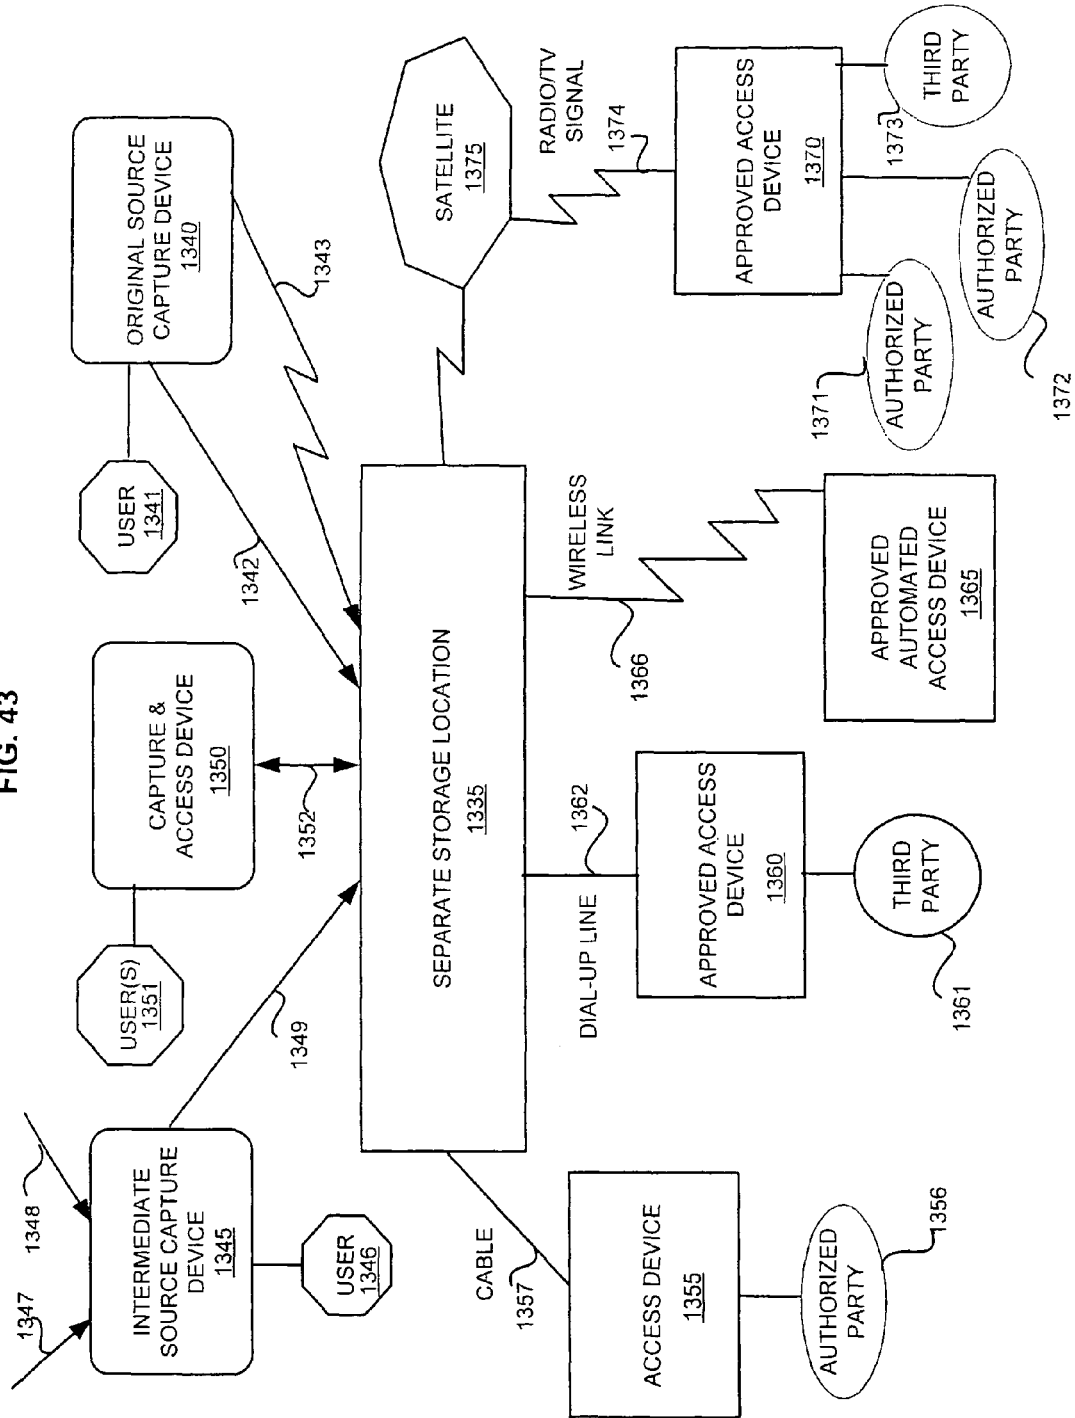 FIG. 43
1347
1348
INTERMEDIATE
SOURCE CAPTURE
DEVICE
1345
USER
1346
1349
USER(S)
1351
CAPTURE &
ACCESS DEVICE
1350
1352
USER
1341
ORIGINAL SOURCE
CAPTURE DEVICE
1340
1342
1343
SEPARATE STORAGE LOCATION
1335
CABLE
1357
ACCESS DEVICE
1355
AUTHORIZED
PARTY
1356
DIAL-UP LINE
1362
APPROVED ACCESS
DEVICE
1360
THIRD
PARTY
1361
WIRELESS
LINK
1366
APPROVED
AUTOMATED
ACCESS DEVICE
1365
SATELLITE
1375
RADIO/TV
SIGNAL
1374
APPROVED ACCESS
DEVICE
1370
1371
AUTHORIZED
PARTY
AUTHORIZED
PARTY
1372
1373
THIRD
PARTY